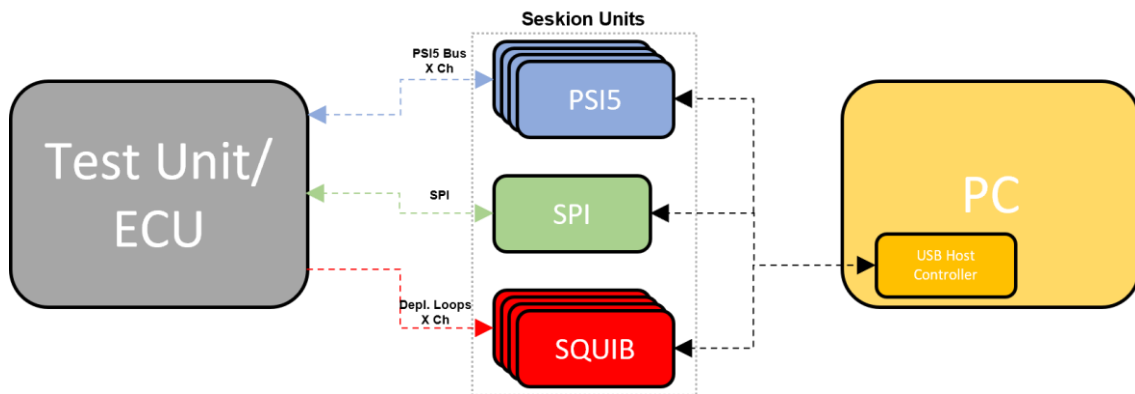 Seskion Units
PSI5 Bus
X Ch
PSI5
Test Unit/
ECU
SPI
SPI
PC
USB Host
Controller
Depl. Loops
X Ch
SQUIB